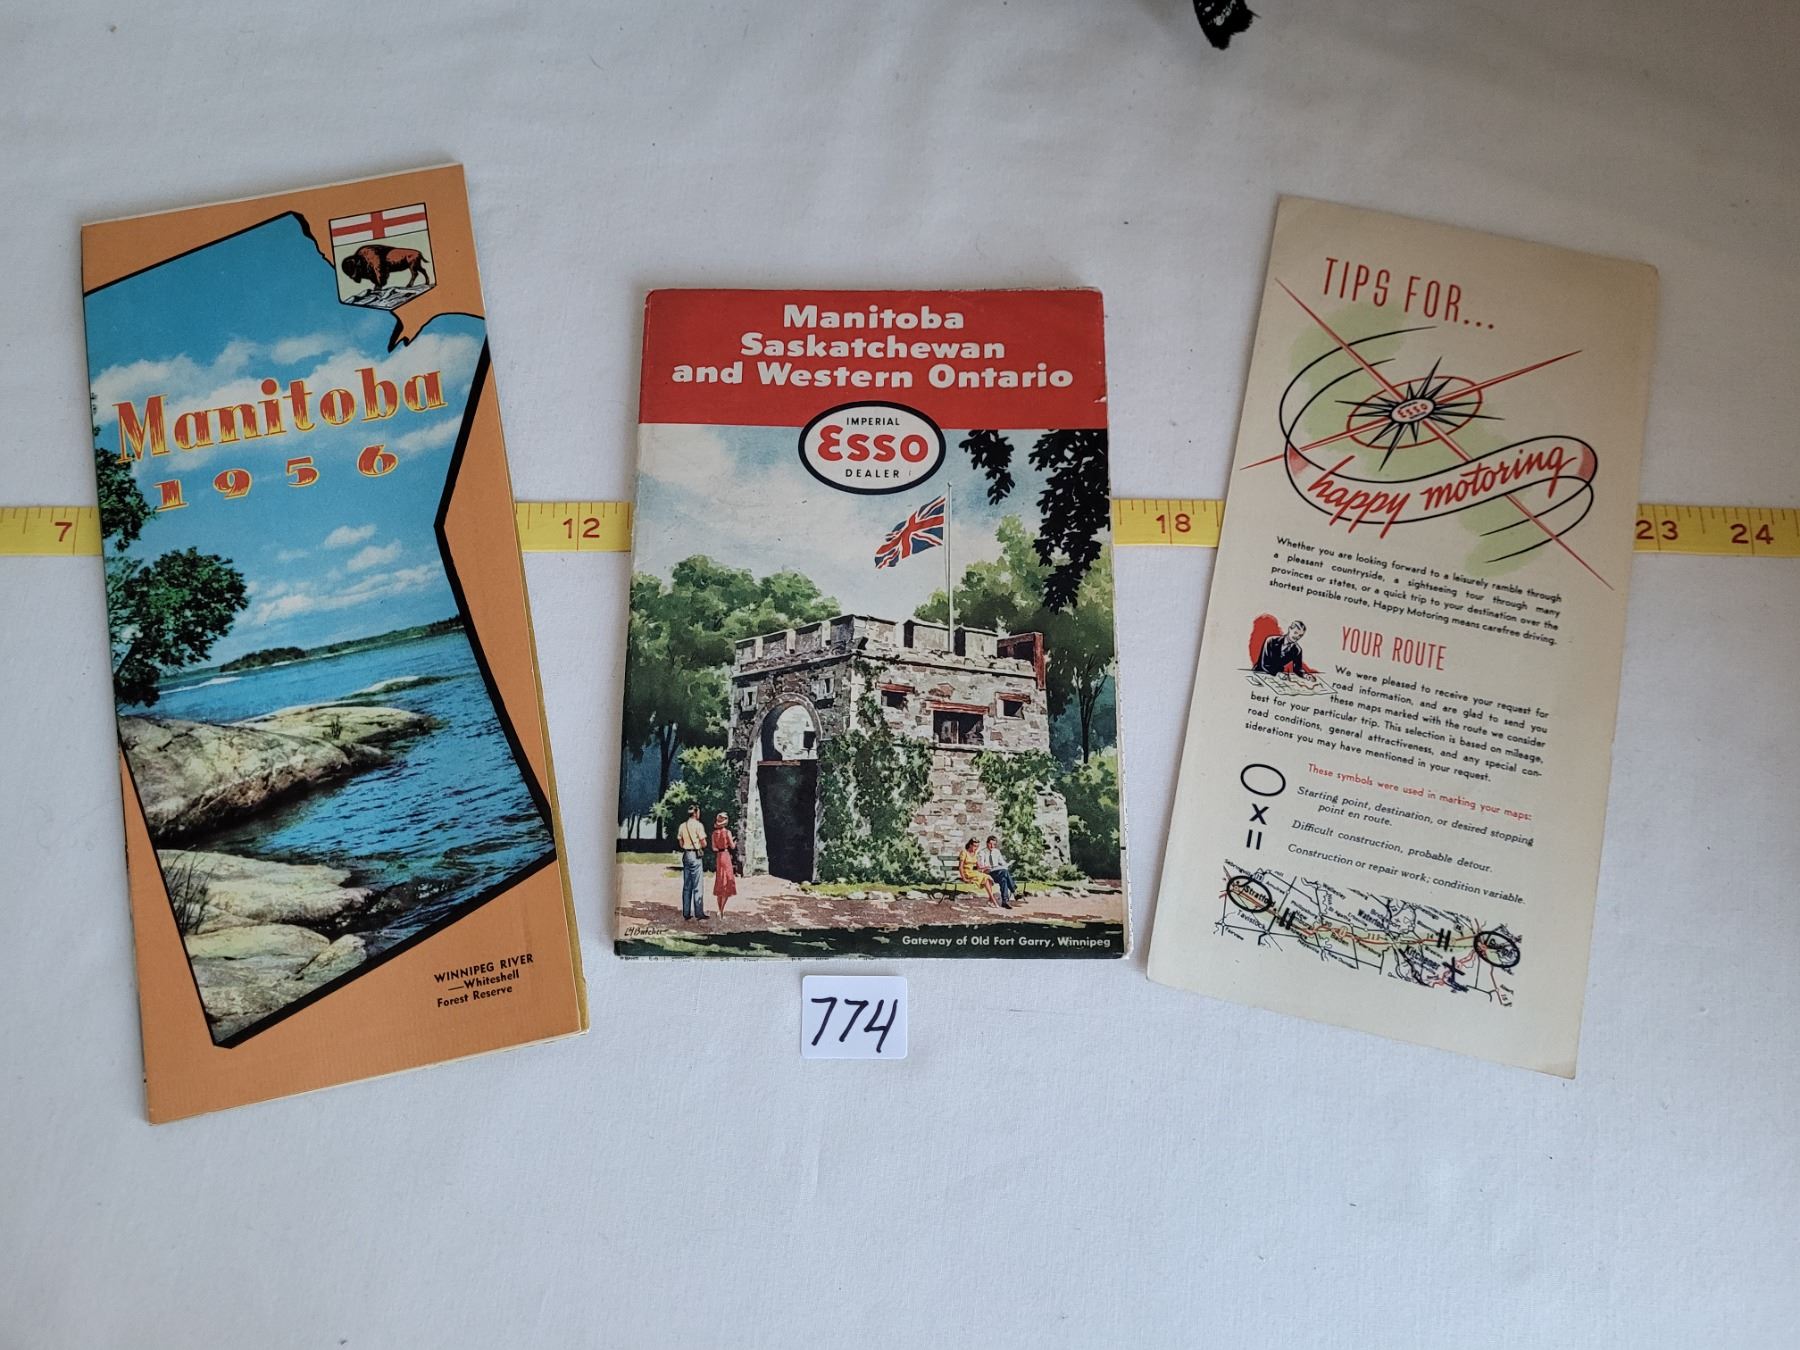 Manitoba
1956
WINNIPEG RIVER
—Whiteshell
Forest Reserve
Manitoba
Saskatchewan
and Western Ontario
IMPERIAL
Esso
DEALER
Gateway of Old Fort Garry, Winnipeg
774
TIPS FOR...
ESSO
happy motoring
Whether you are looking forward to a leisurely ramble through
a pleasant countryside, a sightseeing tour through many
provinces or states, or a quick trip to your destination over the
shortest possible route, Happy Motoring means carefree driving.
YOUR ROUTE
We were pleased to receive your request for
road information, and are glad to send you
these maps marked with the route we consider
best for your particular trip. This selection is based on mileage,
road conditions, general attractiveness, and any special con-
siderations you may have mentioned in your request.
These symbols were used in marking your maps:
Starting point, destination, or desired stopping
point en route.
X
Difficult construction, probable detour.
Construction or repair work; condition variable.
Stratford
Kitchener
7
12
18
23
24